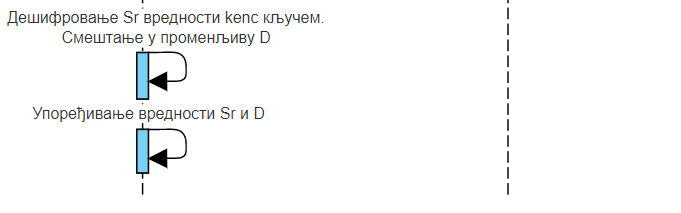 Дешифровање Sr вредности kenc кључем.
Смештање у променљиву D
Упоређивање вредности Sr и D